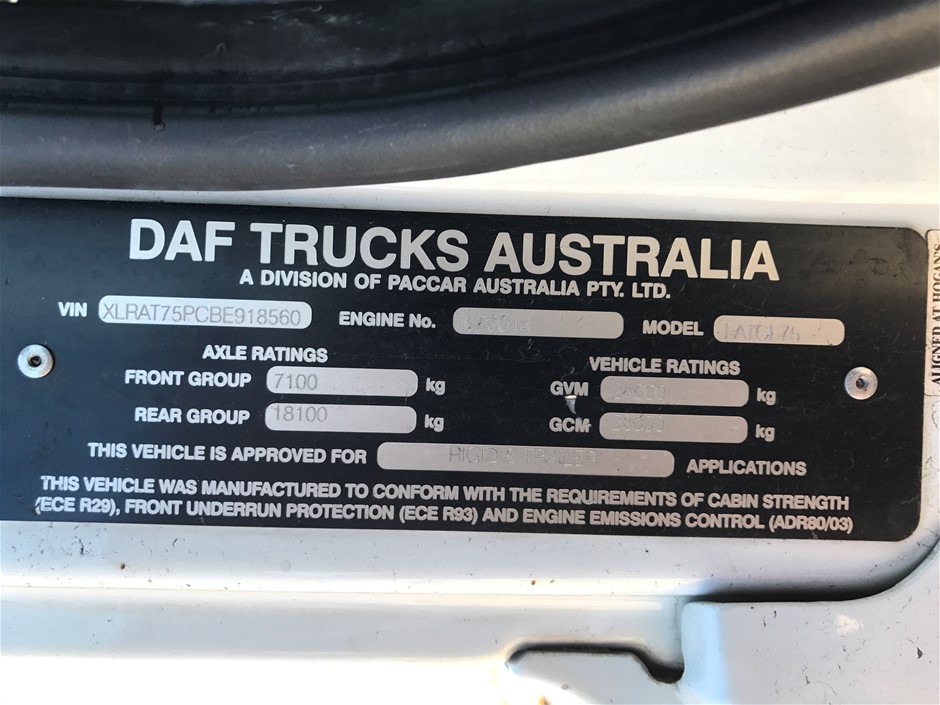 DAF TRUCKS AUSTRALIA
A DIVISION OF PACCAR AUSTRALIA PTY. LTD.
VIN XLRAT75PCBE918560 ENGINE No. MODEL
AXLE RATINGS VEHICLE RATINGS
FRONT GROUP 7100 kg GVM kg
REAR GROUP 18100 kg GCM kg
THIS VEHICLE IS APPROVED FOR RIGID & TRAILER APPLICATIONS
THIS VEHICLE WAS MANUFACTURED TO CONFORM WITH THE REQUIREMENTS OF CABIN STRENGTH
(ECE R29), FRONT UNDERRUN PROTECTION (ECE R93) AND ENGINE EMISSIONS CONTROL (ADR80/03)
ALIGNED AT HOGAN'S